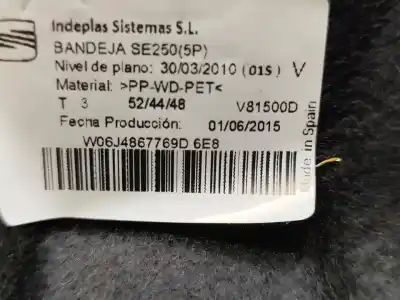 Indeplas Sistemas S.L.
BANDEJA SE250(5P)
Nivel de plano: 30/03/2010 (01S) V
Material: >PP-WD-PET<
T 3 52/44/48 V81500D
Fecha Producción: 01/06/2015
W06J4867769D 6E8
Made in Spain